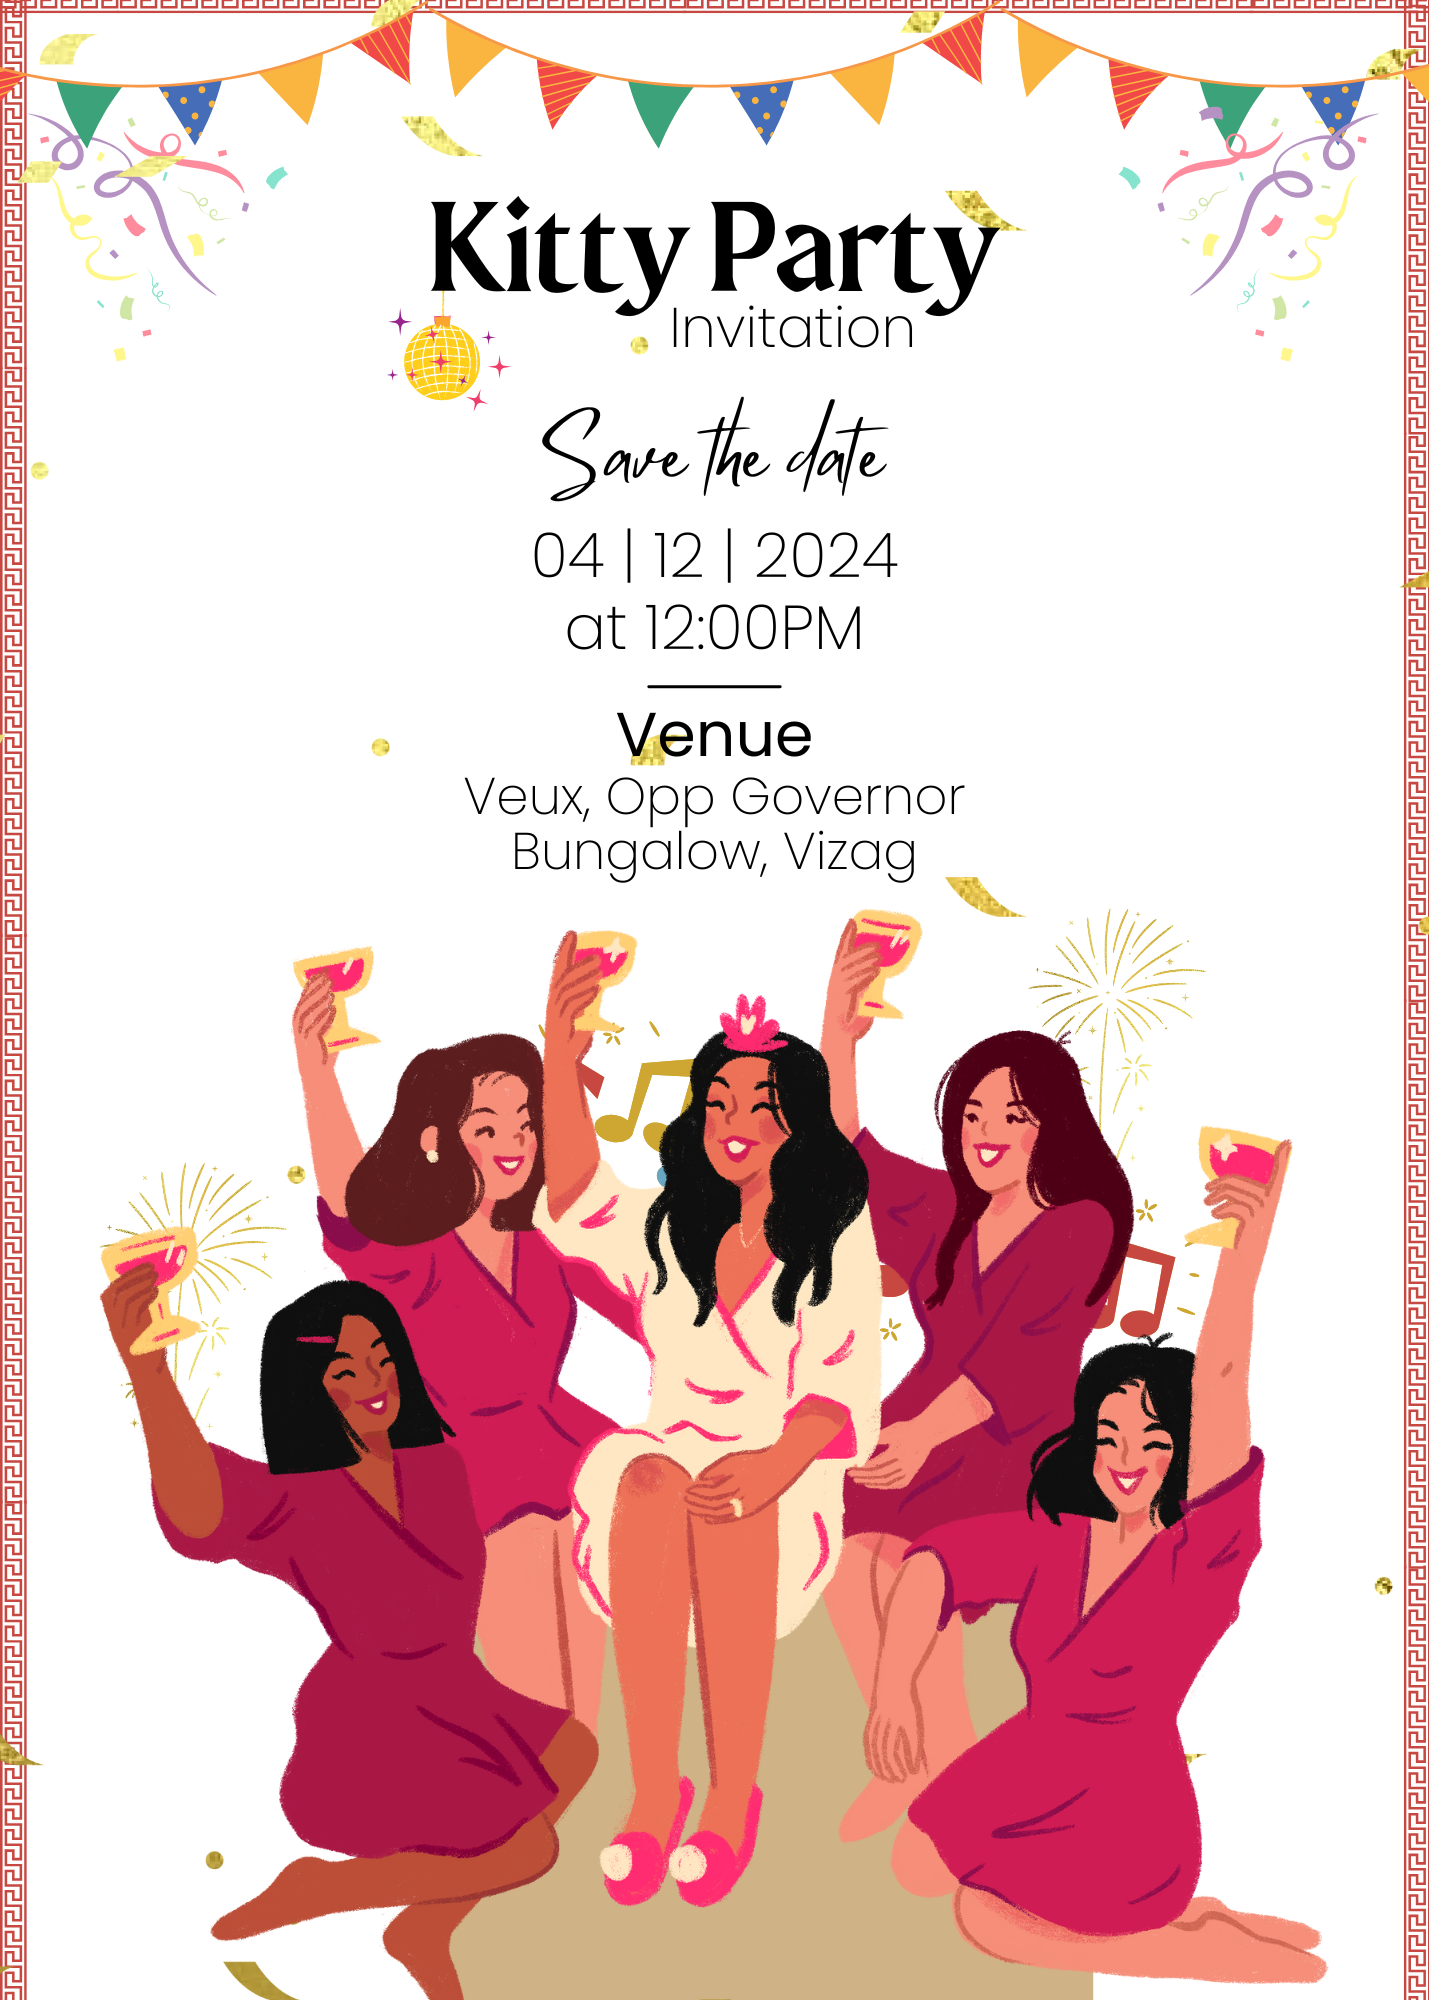 Kitty Party
Invitation
Save the date
04 | 12 | 2024
at 12:00PM
Venue
Veux, Opp Governor
Bungalow, Vizag